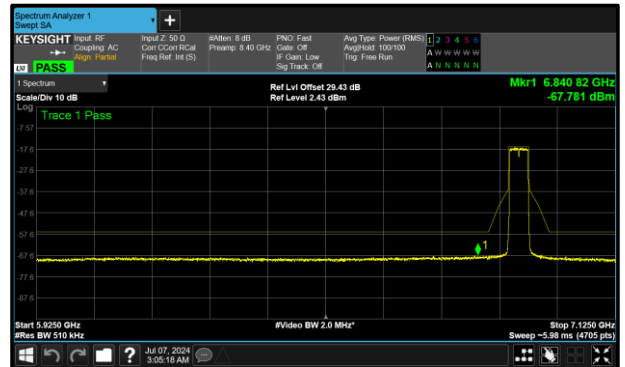 Spectrum Analyzer 1
Swept SA
+
KEYSIGHT
Input: RF
Coupling: AC
Align: Partial
Input Z: 50 Ω
Corr CCorr RCal
Freq Ref: Int (S)
#Atten: 8 dB
Preamp: 8.40 GHz
PNO: Fast
Gate: Off
IF Gain: Low
Sig Track: Off
Avg Type: Power (RMS)
Avg|Hold: 100/100
Trig: Free Run
1 2 3 4 5 6
A W W W W W
A N N N N N
LXI PASS
1 Spectrum
Scale/Div 10 dB
Log
Ref Lvl Offset 29.43 dB
Ref Level 2.43 dBm
Mkr1 6.840 82 GHz
-67.781 dBm
Trace 1 Pass
-7.57
-17.6
-27.6
-37.6
-47.6
-57.6
1
-67.6
-77.6
-87.6
Start 5.9250 GHz
#Res BW 510 kHz
#Video BW 2.0 MHz*
Stop 7.1250 GHz
Sweep ~5.98 ms (4705 pts)
?
Jul 07, 2024
3:05:18 AM